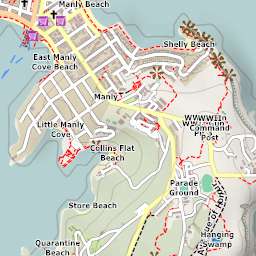 Manly Beach
Shelly Beach
East Manly
Cove Beach
Manly
Little Manly
Cove
Collins Flat
Beach
Command
Post
Parade
Ground
Store Beach
Hanging
Swamp
Quarantine
Beach